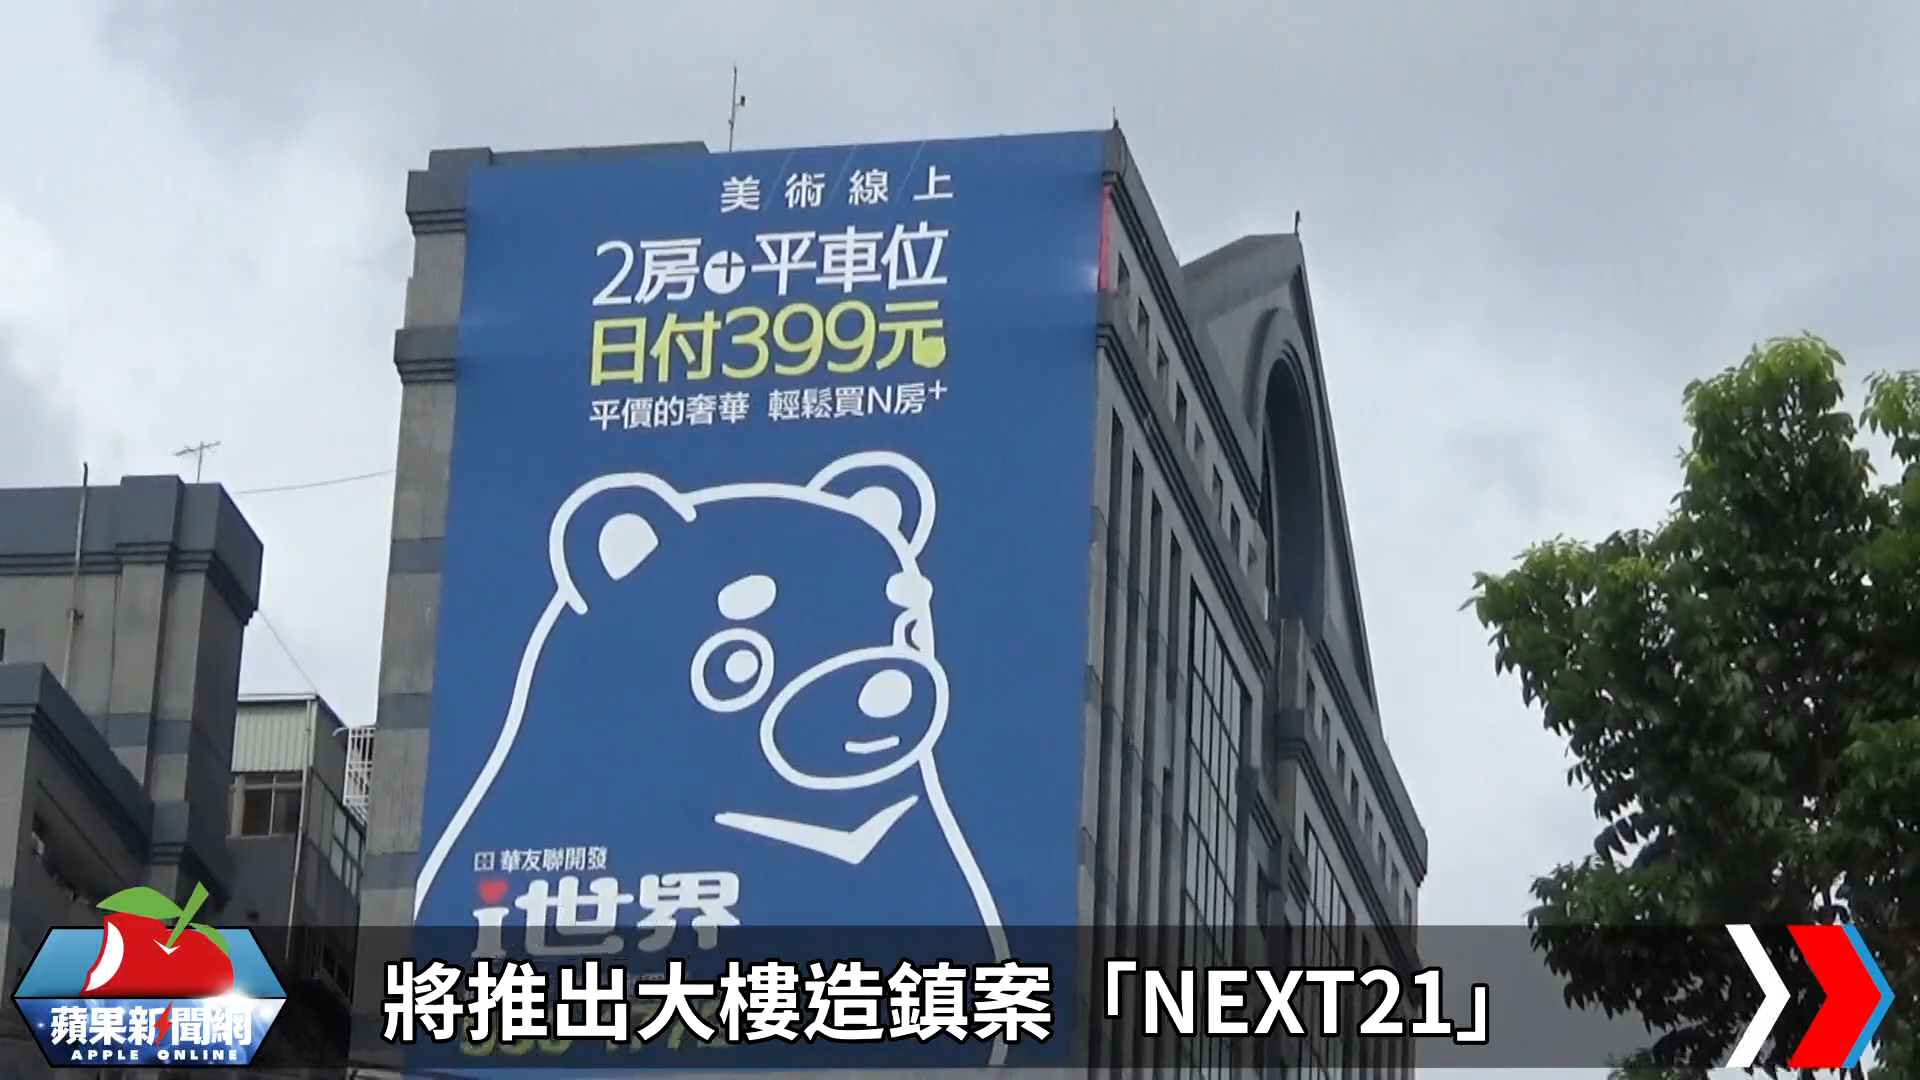 美術線上
2房+平車位
日付399元
平價的奢華 輕鬆買N房+
華友聯開發
i世界
將推出大樓造鎮案「NEXT21」
蘋果新聞網
APPLE ONLINE